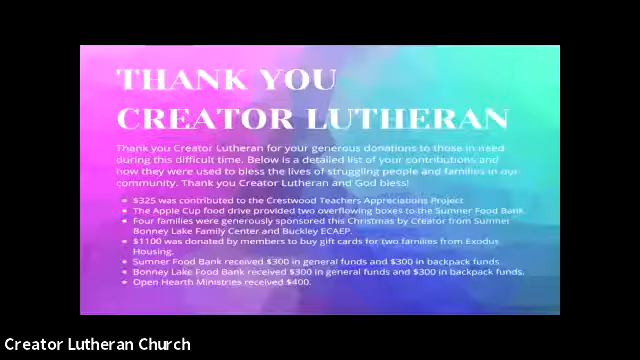 THANK YOU
CREATOR LUTHERAN
Thank you Creator Lutheran for your generous donations to those in need
during this difficult time. Below is a detailed list of your contributions and
how they were used to bless the lives of struggling people and families in our
community. Thank you Creator Lutheran and God bless!
• $325 was contributed to the Crestwood Teachers Appreciations Project
• The Apple Cup food drive provided two overflowing boxes to the Sumner Food Bank.
• Four families were generously sponsored this Christmas by Creator from Sumner
Bonney Lake Family Center and Buckley ECAEP.
• $1100 was donated by members to buy gift cards for two families from Exodus
Housing.
• Sumner Food Bank received $300 in general funds and $300 in backpack funds
• Bonney Lake Food Bank received $300 in general funds and $300 in backpack funds.
• Open Hearth Ministries received $400.
Creator Lutheran Church